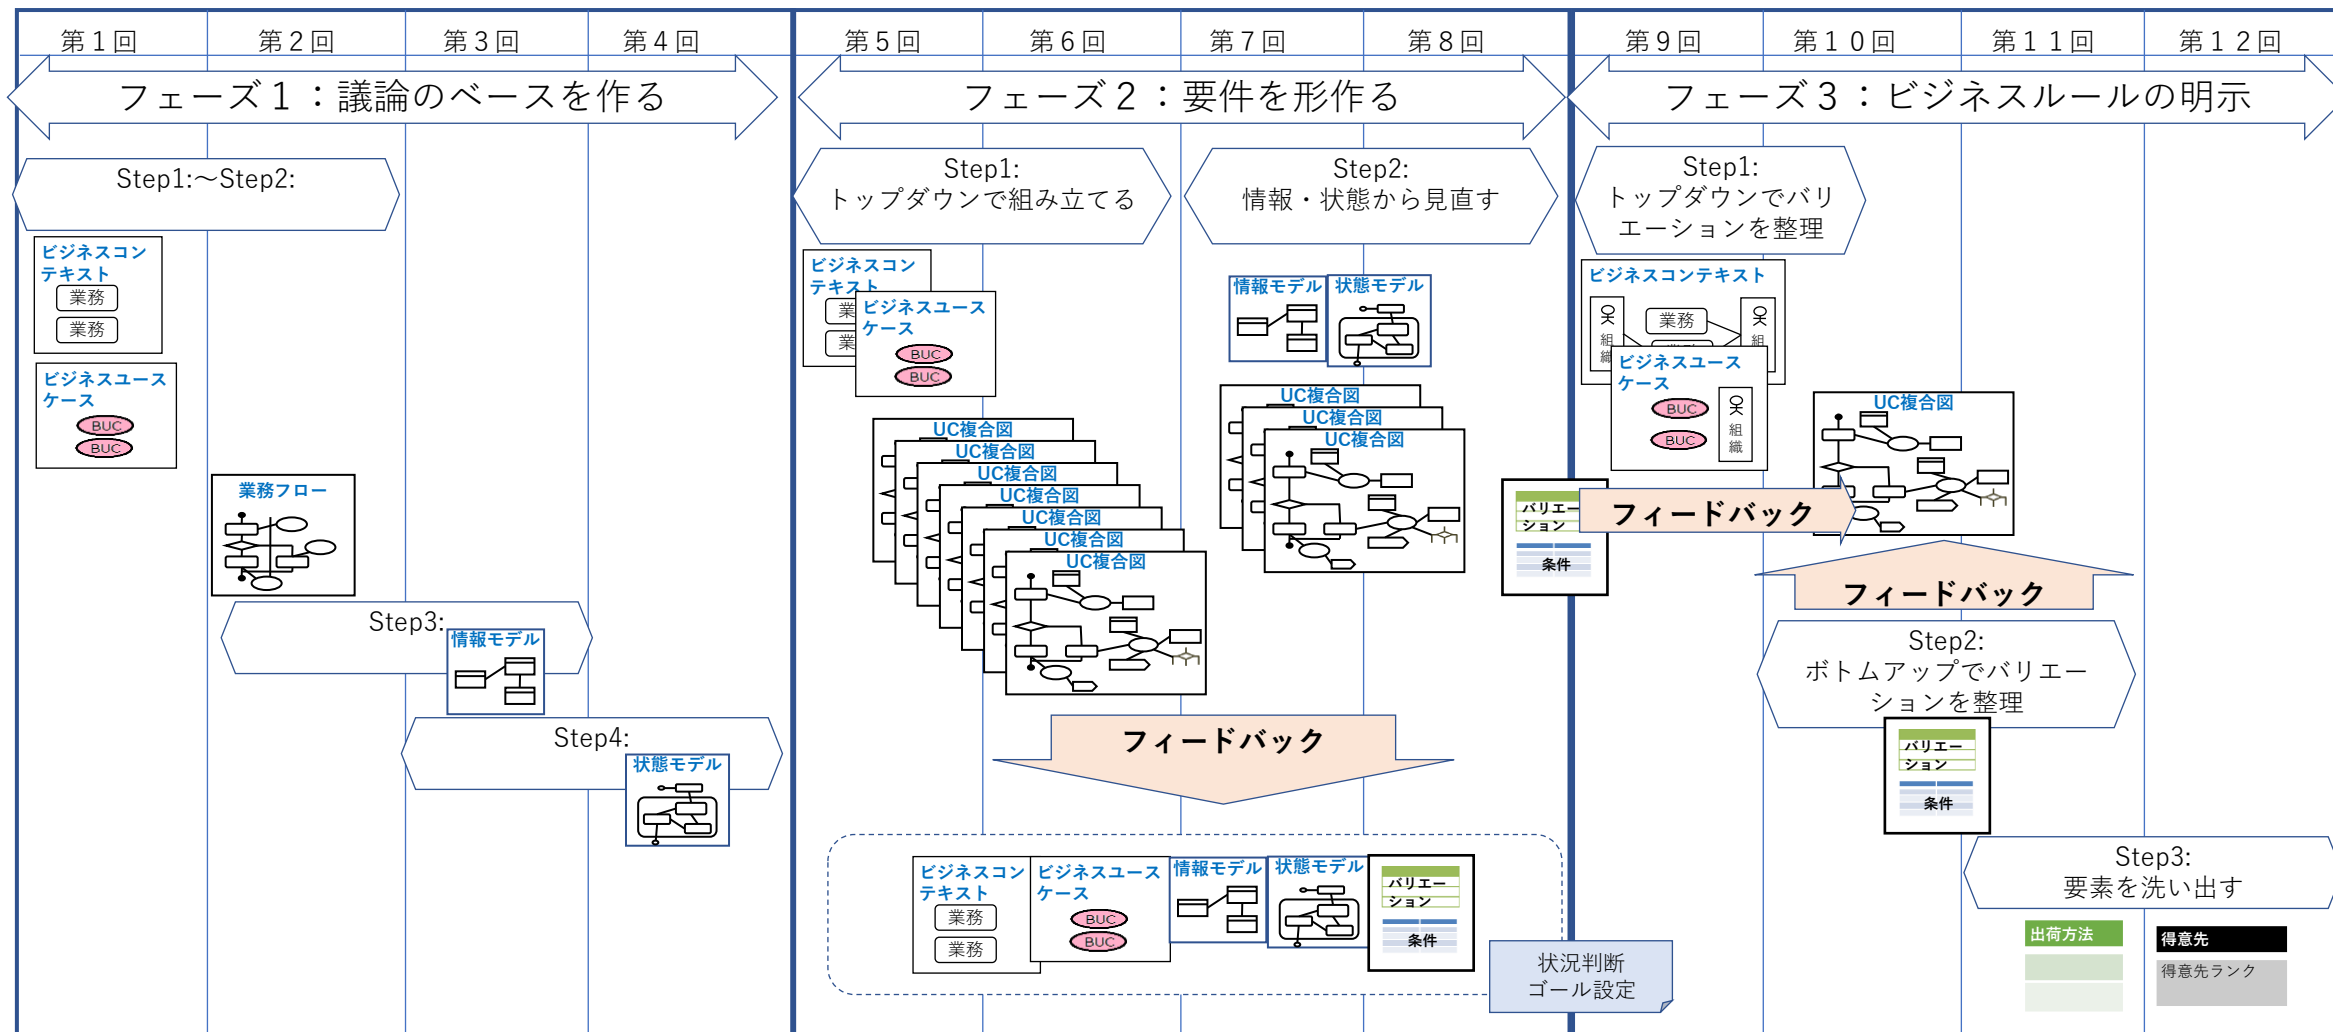 第１回
第２回
第３回
第４回
第５回
第６回
第７回
第８回
第９回
第１０回
第１１回
第１２回
フェーズ１：議論のベースを作る
フェーズ２：要件を形作る
フェーズ３：ビジネスルールの明示
Step1:～Step2:
ビジネスコン
テキスト
業務
業務
ビジネスユース
ケース
BUC
BUC
業務フロー
Step3:
情報モデル
Step4:
状態モデル
Step1:
トップダウンで組み立てる
ビジネスコン
テキスト
業
業
ビジネスユース
ケース
BUC
BUC
UC複合図
UC複合図
UC複合図
UC複合図
UC複合図
UC複合図
UC複合図
Step2:
情報・状態から見直す
情報モデル
状態モデル
UC複合図
UC複合図
UC複合図
フィードバック
ビジネスコン
テキスト
業務
業務
ビジネスユース
ケース
BUC
BUC
情報モデル
状態モデル
バリエー
ション
条件
状況判断
ゴール設定
バリエー
ション
条件
フィードバック
Step1:
トップダウンでバリ
エーションを整理
ビジネスコンテキスト
組
織
業務
組
ビジネスユース
ケース
BUC
BUC
組
織
UC複合図
フィードバック
Step2:
ボトムアップでバリエー
ションを整理
バリエー
ション
条件
Step3:
要素を洗い出す
出荷方法
得意先
得意先ランク